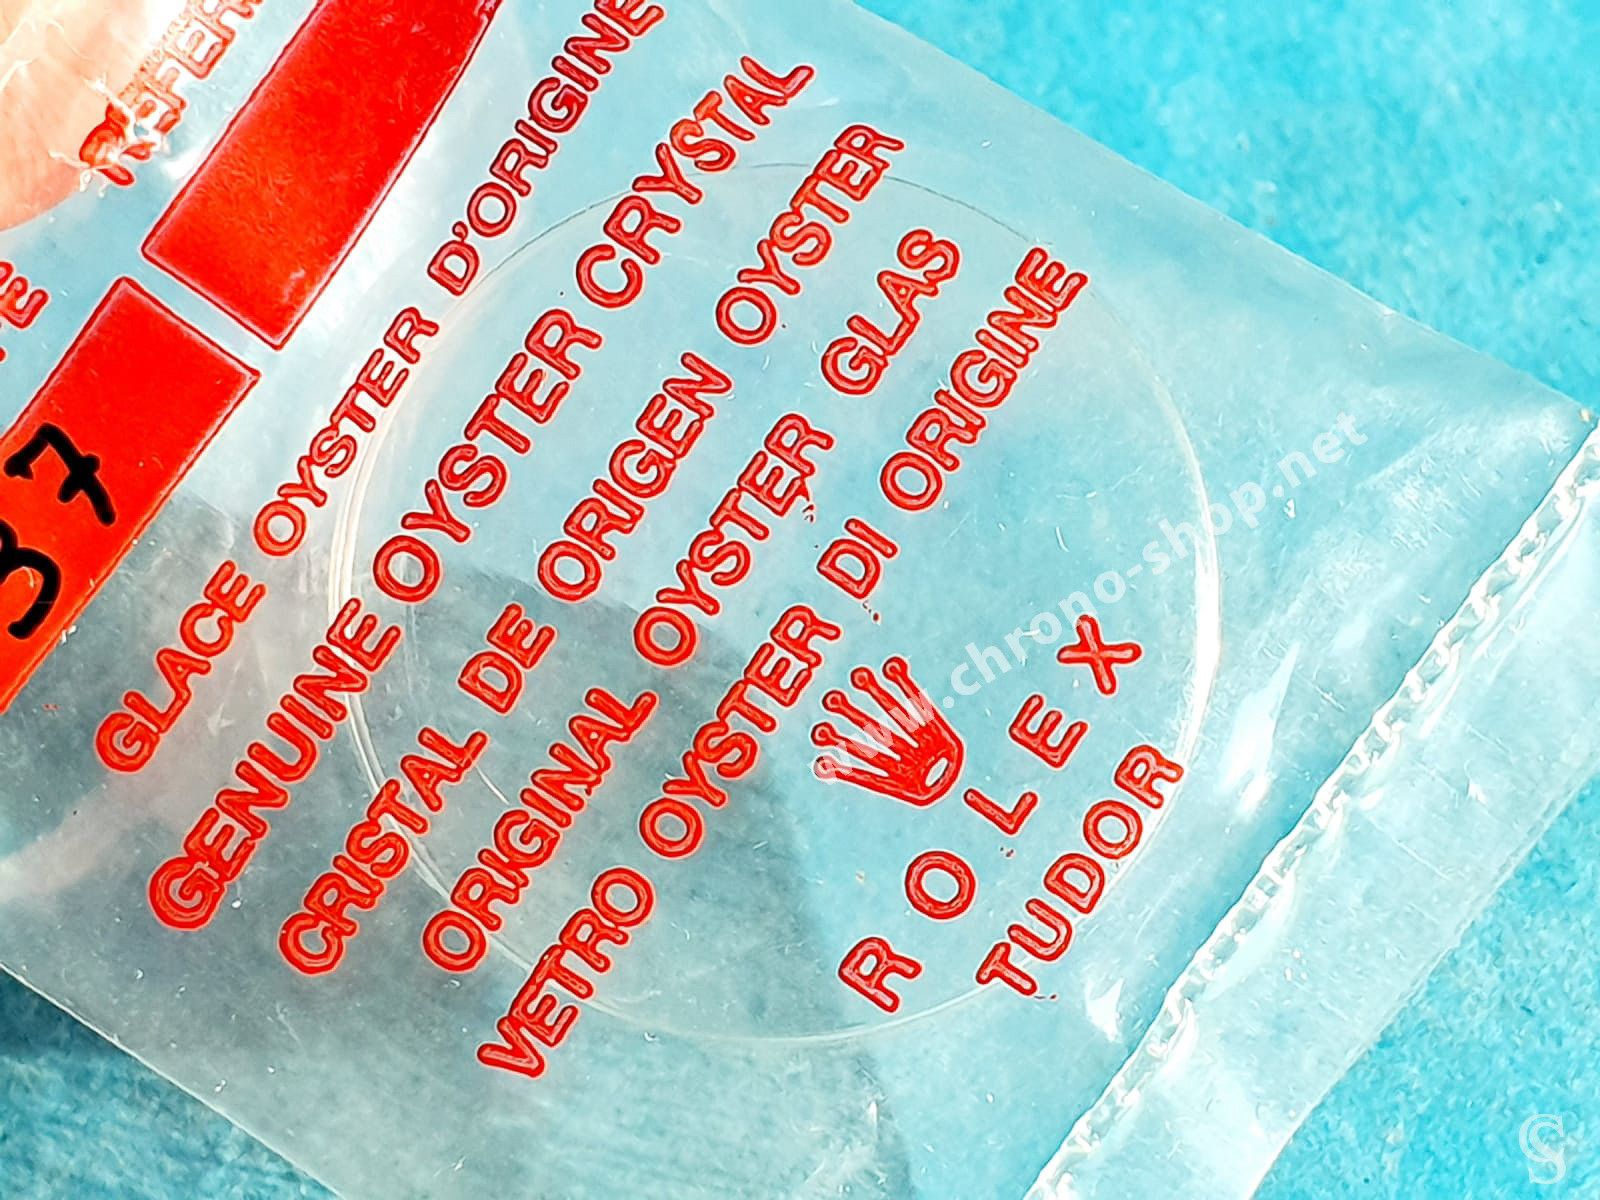 37
GLACE OYSTER D'ORIGINE
GENUINE OYSTER CRYSTAL
CRISTAL DE ORIGEN OYSTER
ORIGINAL OYSTER GLAS
VETRO OYSTER DI ORIGINE
ROLEX
TUDOR
www.chrono-shop.net